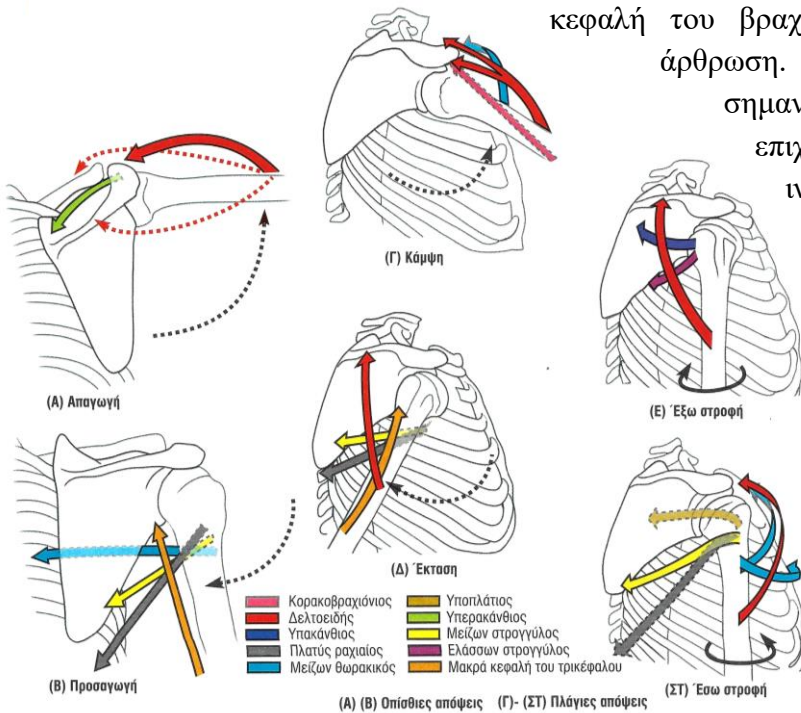 κεφαλή του βραχ
άρθρωση.
σημαν
επιχ
ιν
(Γ) Κάμψη
(Α) Απαγωγή
(Ε) Έξω στροφή
(Δ) Έκταση
Κορακοβραχιόνιος
Δελτοειδής
Υπακάνθιος
Πλατύς ραχιαίος
Μείζων θωρακικός
Υποπλάτιος
Υπερακάνθιος
Μείζων στρογγύλος
Ελάσσων στρογγύλος
Μακρά κεφαλή του τρικέφαλου
(Β) Προσαγωγή
(ΣΤ) Έσω στροφή
(Α) (Β) Οπίσθιες απόψεις (Γ)- (ΣΤ) Πλάγιες απόψεις